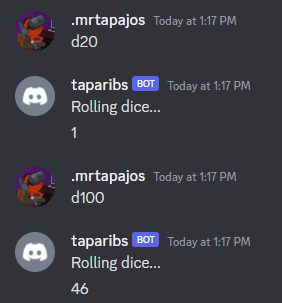 .mrtapajos Today at 1:17 PM
d20
taparibs BOT Today at 1:17 PM
Rolling dice...
1
.mrtapajos Today at 1:17 PM
d100
taparibs BOT Today at 1:17 PM
Rolling dice...
46